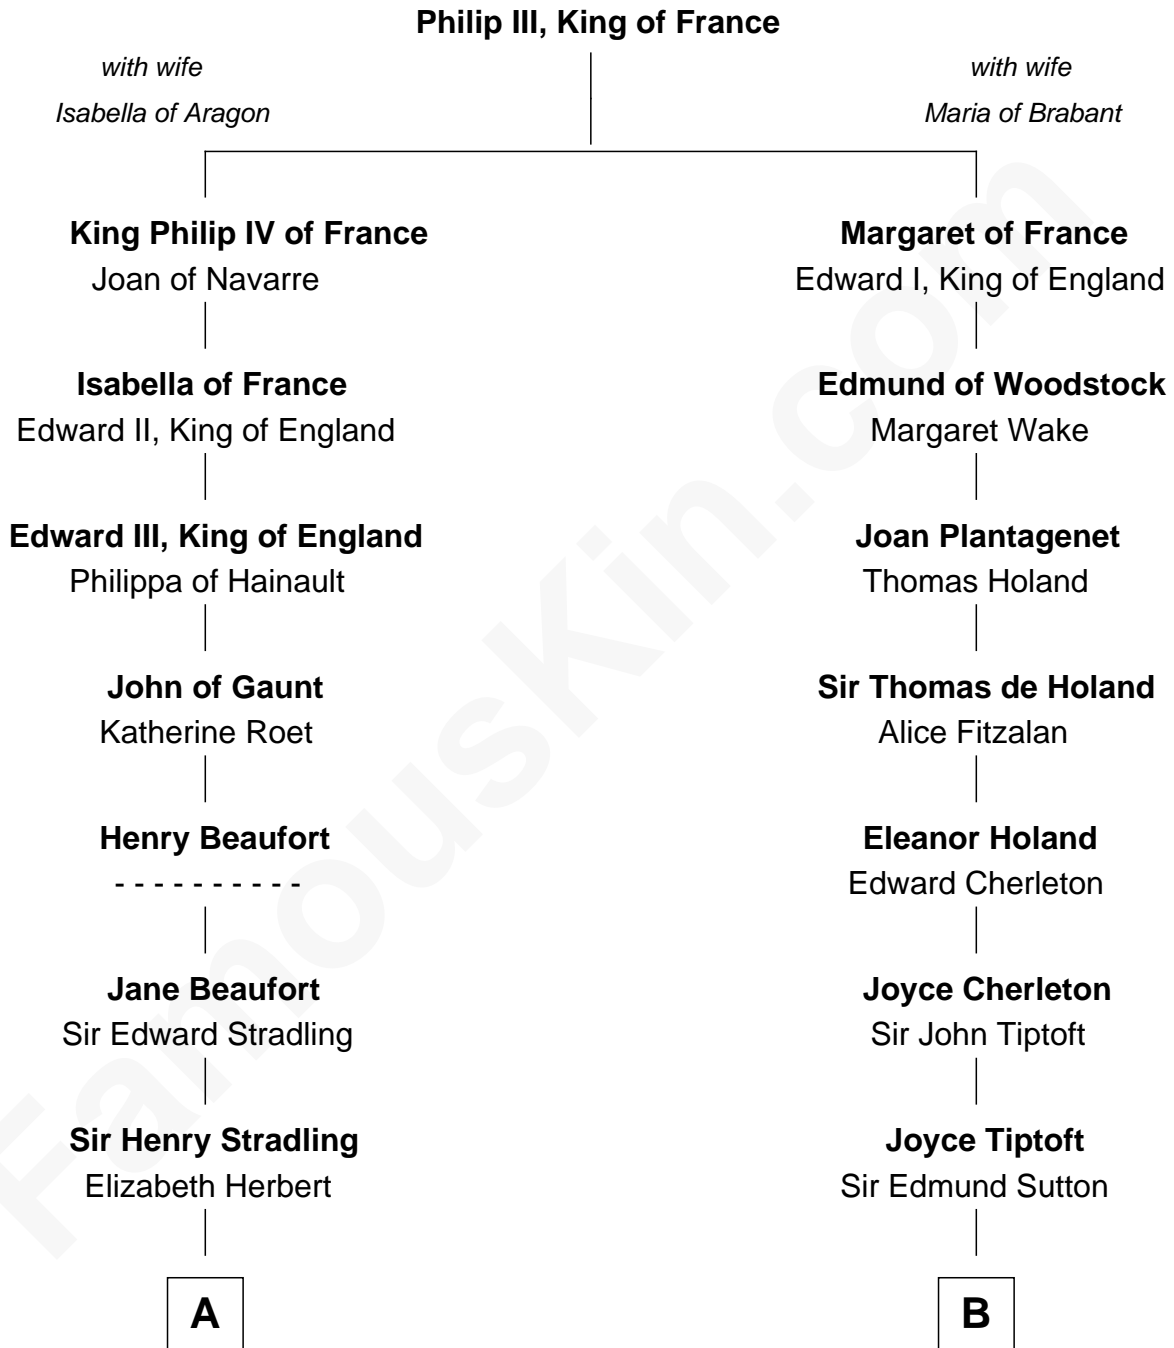 Philip III, King of France
with wife
Isabella of Aragon
with wife
Maria of Brabant
King Philip IV of France
Joan of Navarre
Margaret of France
Edward I, King of England
Isabella of France
Edward II, King of England
Edmund of Woodstock
Margaret Wake
Edward III, King of England
Philippa of Hainault
Joan Plantagenet
Thomas Holand
John of Gaunt
Katherine Roet
Sir Thomas de Holand
Alice Fitzalan
Henry Beaufort
- - - - - - - - - -
Eleanor Holand
Edward Cherleton
Jane Beaufort
Sir Edward Stradling
Joyce Cherleton
Sir John Tiptoft
Sir Henry Stradling
Elizabeth Herbert
Joyce Tiptoft
Sir Edmund Sutton
A
B
FamousKin.com